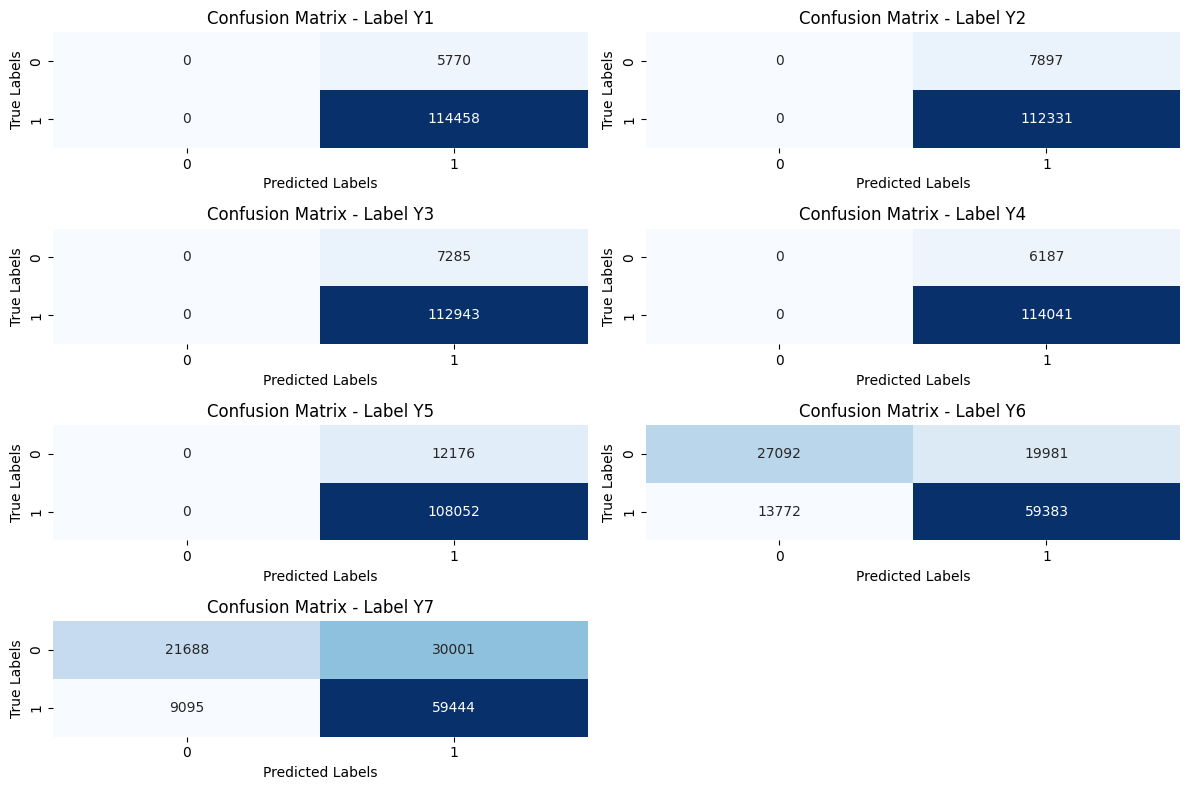 Confusion Matrix - Label Y1
True Labels
0
0
5770
1
0
114458
0
1
Predicted Labels
Confusion Matrix - Label Y2
True Labels
0
0
7897
1
0
112331
0
1
Predicted Labels
Confusion Matrix - Label Y3
True Labels
0
0
7285
1
0
112943
0
1
Predicted Labels
Confusion Matrix - Label Y4
True Labels
0
0
6187
1
0
114041
0
1
Predicted Labels
Confusion Matrix - Label Y5
True Labels
0
0
12176
1
0
108052
0
1
Predicted Labels
Confusion Matrix - Label Y6
True Labels
0
27092
19981
1
13772
59383
0
1
Predicted Labels
Confusion Matrix - Label Y7
True Labels
0
21688
30001
1
9095
59444
0
1
Predicted Labels